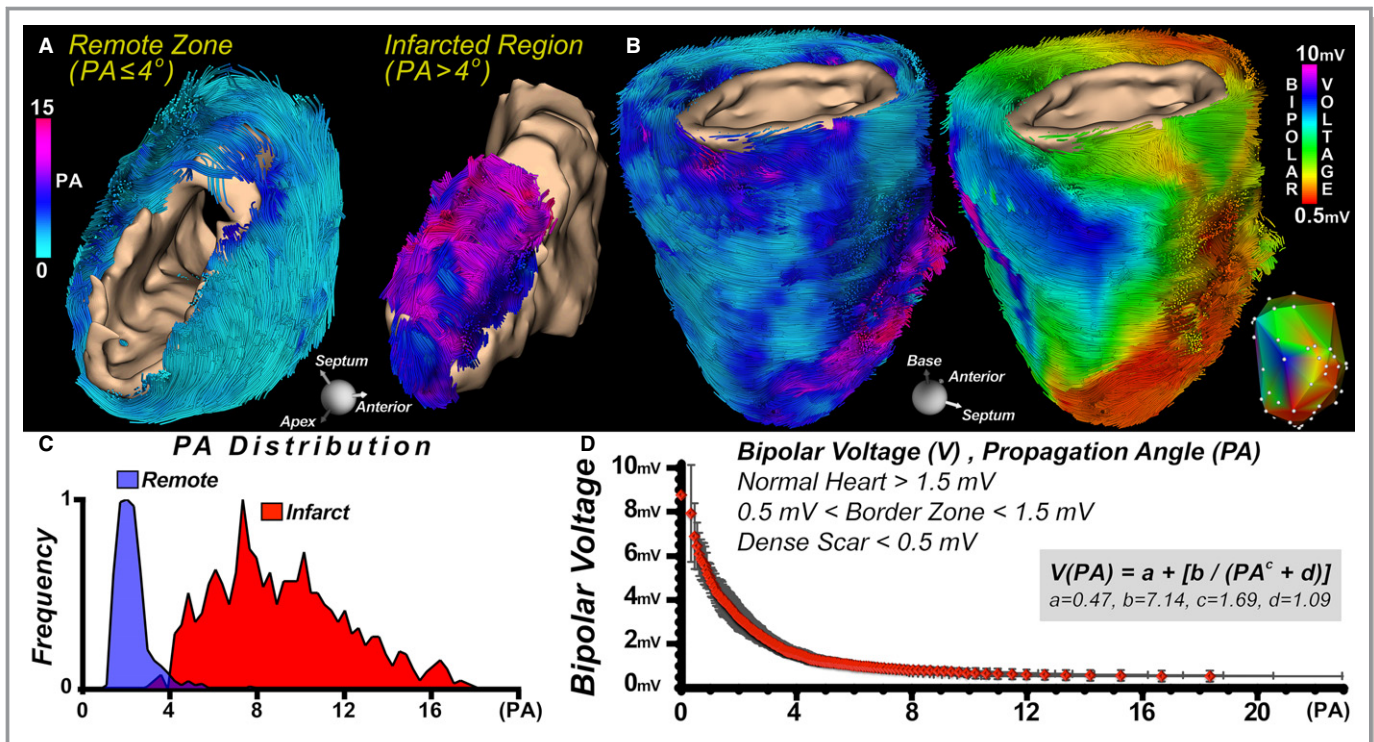 A
Remote Zone
(PA≤4°)
Infarcted Region
(PA>4°)
15
PA
0
Septum
Anterior
Apex
B
10mV
BIPOLAR
VOLTAGE
0.5mV
Base
Anterior
Septum
C
PA Distribution
Remote
Infarct
Frequency
1
0
0 4 8 12 16 (PA)
D
Bipolar Voltage (V) , Propagation Angle (PA)
Normal Heart > 1.5 mV
0.5 mV < Border Zone < 1.5 mV
Dense Scar < 0.5 mV
V(PA) = a + [b / (PAᶜ + d)]
a=0.47, b=7.14, c=1.69, d=1.09
Bipolar Voltage
10mV
8mV
6mV
4mV
2mV
0mV
0 4 8 12 16 20 (PA)